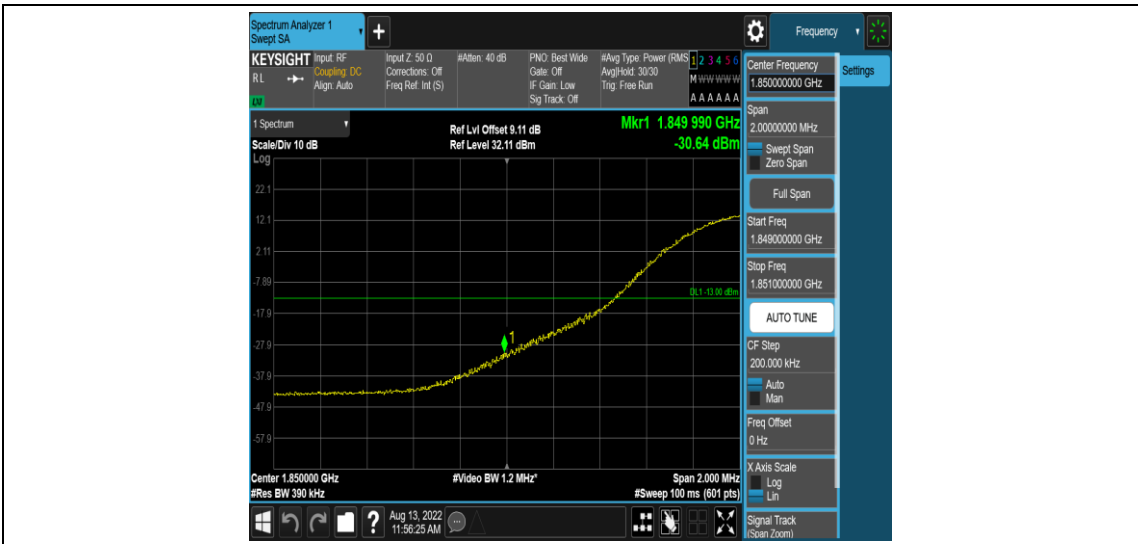 Spectrum Analyzer 1
Swept SA
+
Frequency
KEYSIGHT
RL
LXI
Input: RF
Coupling: DC
Align: Auto
Input Z: 50 Ω
Corrections: Off
Freq Ref: Int (S)
#Atten: 40 dB
PNO: Best Wide
Gate: Off
IF Gain: Low
Sig Track: Off
#Avg Type: Power (RMS
Avg|Hold: 30/30
Trig: Free Run
1 2 3 4 5 6
M W W W W W
A A A A A A
1 Spectrum
Scale/Div 10 dB
Log
Ref Lvl Offset 9.11 dB
Ref Level 32.11 dBm
Mkr1 1.849 990 GHz
-30.64 dBm
22.1
12.1
2.11
-7.89
-17.9
-27.9
-37.9
-47.9
-57.9
DL1 -13.00 dBm
1
Center 1.850000 GHz
#Res BW 390 kHz
#Video BW 1.2 MHz*
Span 2.000 MHz
#Sweep 100 ms (601 pts)
Center Frequency
1.850000000 GHz
Settings
Span
2.00000000 MHz
Swept Span
Zero Span
Full Span
Start Freq
1.849000000 GHz
Stop Freq
1.851000000 GHz
AUTO TUNE
CF Step
200.000 kHz
Auto
Man
Freq Offset
0 Hz
X Axis Scale
Log
Lin
Signal Track
(Span Zoom)
?
Aug 13, 2022
11:56:25 AM